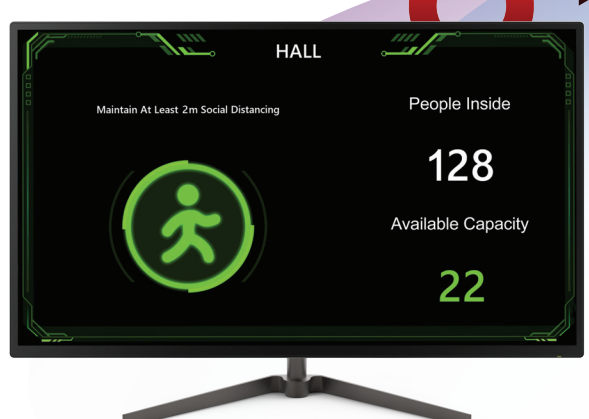 HALL
Maintain At Least 2m Social Distancing
People Inside
128
Available Capacity
22